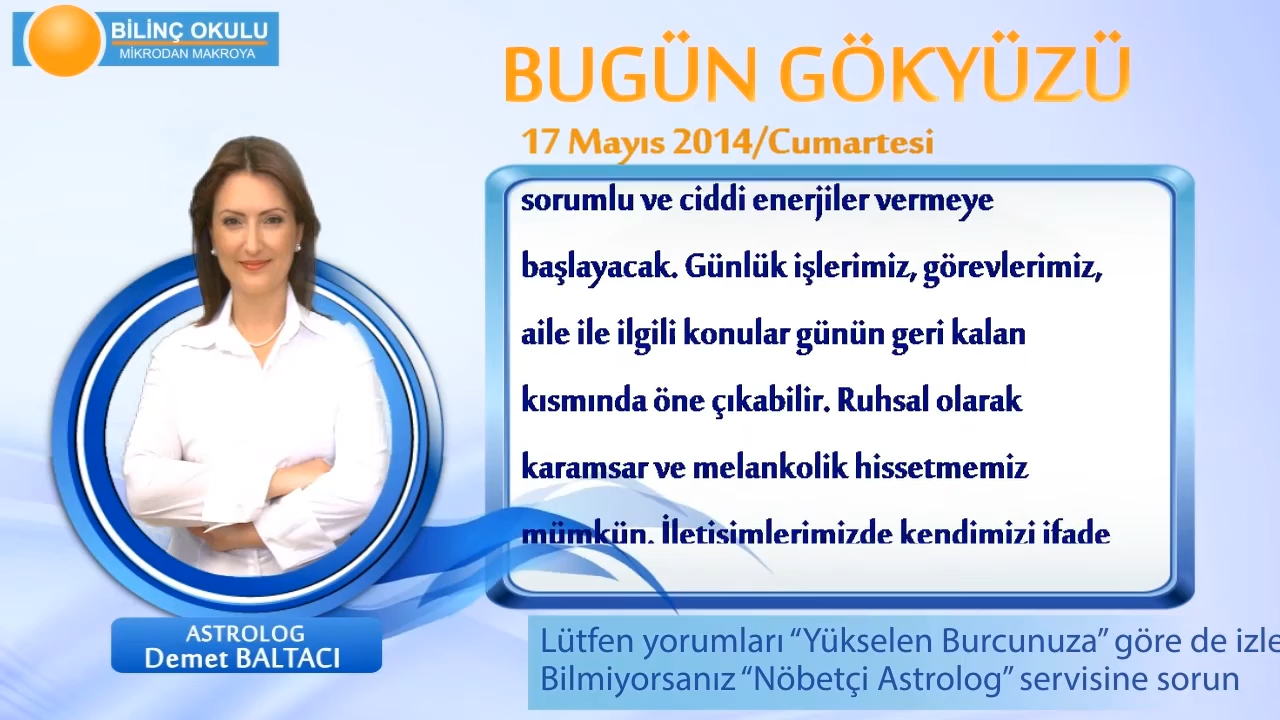 BİLİNÇ OKULU
MİKRODAN MAKROYA
BUGÜN GÖKYÜZÜ
17 Mayıs 2014/Cumartesi
sorumlu ve ciddi enerjiler vermeye
başlayacak. Günlük işlerimiz, görevlerimiz,
aile ile ilgili konular günün geri kalan
kısmında öne çıkabilir. Ruhsal olarak
karamsar ve melankolik hissetmemiz
mümkün. İletişimlerimizde kendimizi ifade
ASTROLOG
Demet BALTACI
Lütfen yorumları “Yükselen Burcunuza” göre de izle
Bilmiyorsanız “Nöbetçi Astrolog” servisine sorun